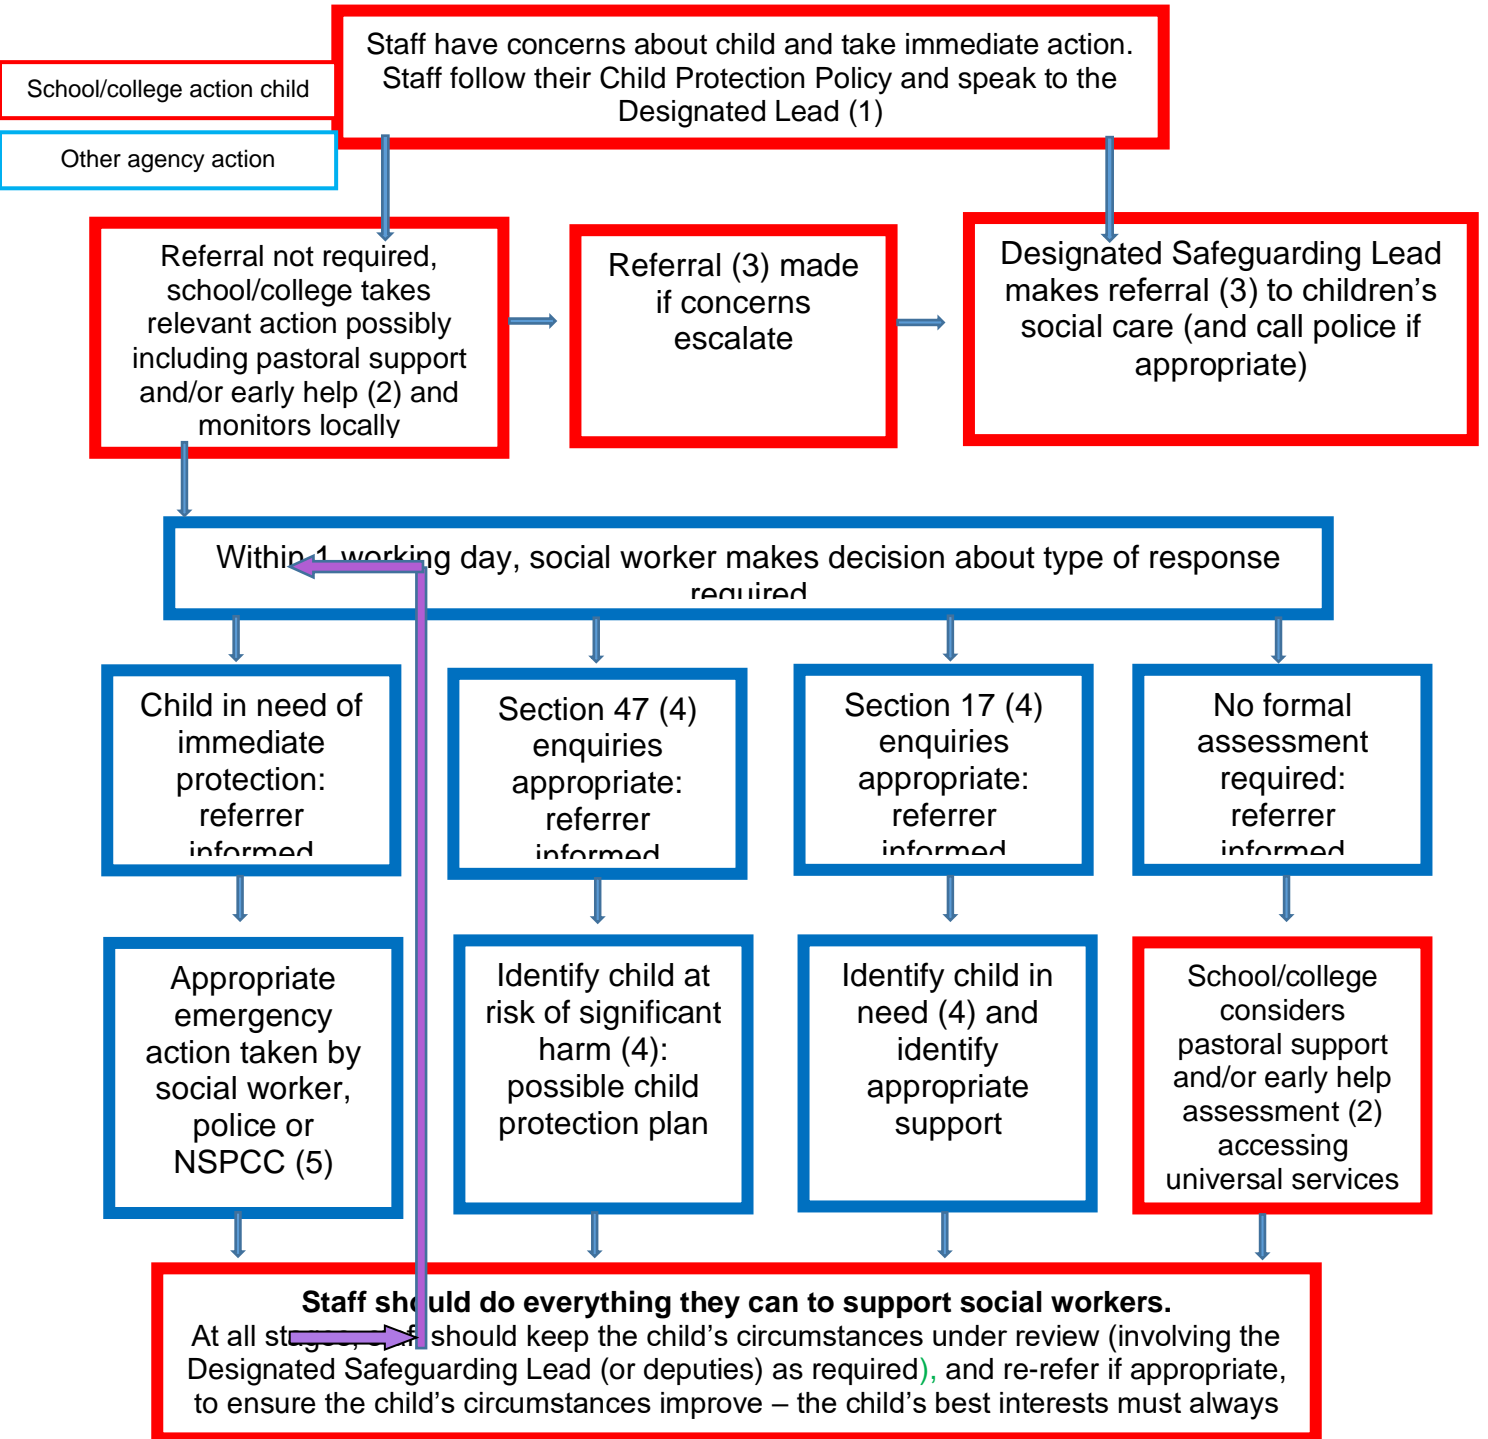 Staff have concerns about child and take immediate action.
Staff follow their Child Protection Policy and speak to the
Designated Lead (1)
School/college action child
Other agency action
Referral not required,
school/college takes
relevant action possibly
including pastoral support
and/or early help (2) and
monitors locally
Referral (3) made
if concerns
escalate
Designated Safeguarding Lead
makes referral (3) to children’s
social care (and call police if
appropriate)
Within 1 working day, social worker makes decision about type of response
required
Child in need of
immediate
protection:
referrer
informed
Section 47 (4)
enquiries
appropriate:
referrer
informed
Section 17 (4)
enquiries
appropriate:
referrer
informed
No formal
assessment
required:
referrer
informed
Appropriate
emergency
action taken by
social worker,
police or
NSPCC (5)
Identify child at
risk of significant
harm (4):
possible child
protection plan
Identify child in
need (4) and
identify
appropriate
support
School/college
considers
pastoral support
and/or early help
assessment (2)
accessing
universal services
Staff should do everything they can to support social workers.
At all stages, staff should keep the child’s circumstances under review (involving the
Designated Safeguarding Lead (or deputies) as required), and re-refer if appropriate,
to ensure the child’s circumstances improve – the child’s best interests must always